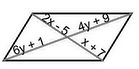 2x - 5
4y + 9
6y + 1
x + 7